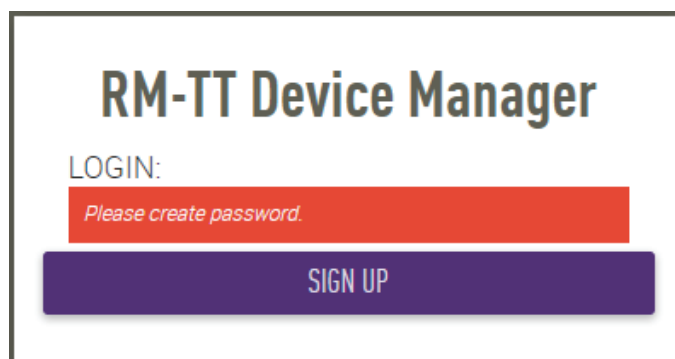 RM-TT Device Manager
LOGIN:
Please create password.
SIGN UP